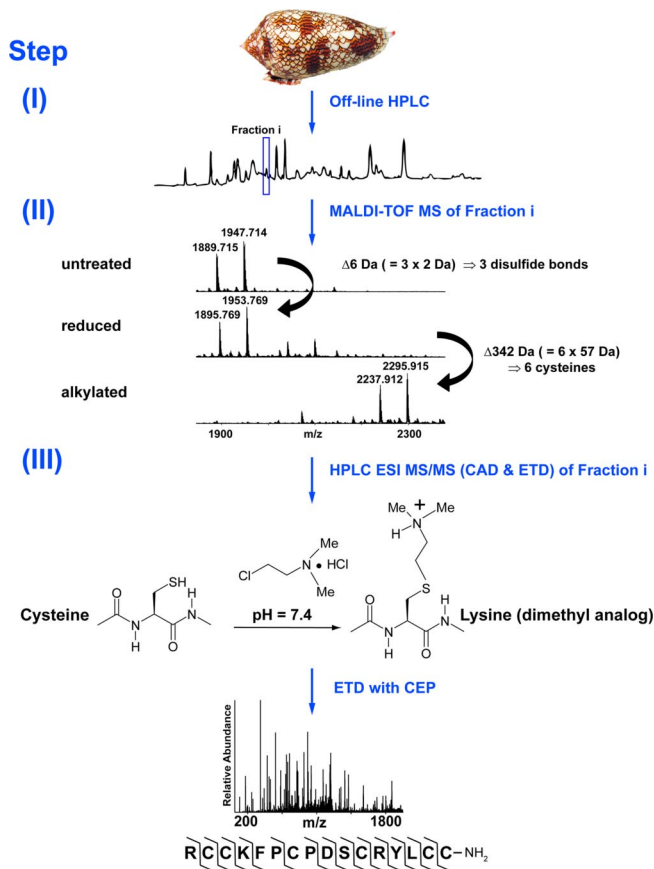 Step
(I)
Off-line HPLC
Fraction i
(II)
MALDI-TOF MS of Fraction i
1947.714
1889.715
untreated
Δ6 Da ( = 3 x 2 Da) ⇒ 3 disulfide bonds
1953.769
1895.769
reduced
Δ342 Da ( = 6 x 57 Da)
⇒ 6 cysteines
2295.915
2237.912
alkylated
1900
m/z
2300
(III)
HPLC ESI MS/MS (CAD & ETD) of Fraction i
Me
+
Me
H
N
Me
Cl
N
• HCl
Me
SH
S
O
Cysteine
N
H
H
N
O
pH = 7.4
O
N
H
H
N
O
Lysine (dimethyl analog)
ETD with CEP
Relative Abundance
200
m/z
1800
RCCKFPCPDSCRYLCC–NH2